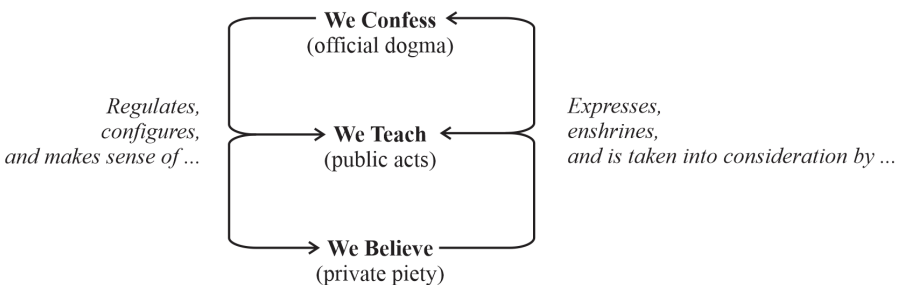 We Confess
(official dogma)
Regulates,
configures,
and makes sense of ...
Expresses,
enshrines,
and is taken into consideration by ...
We Teach
(public acts)
We Believe
(private piety)